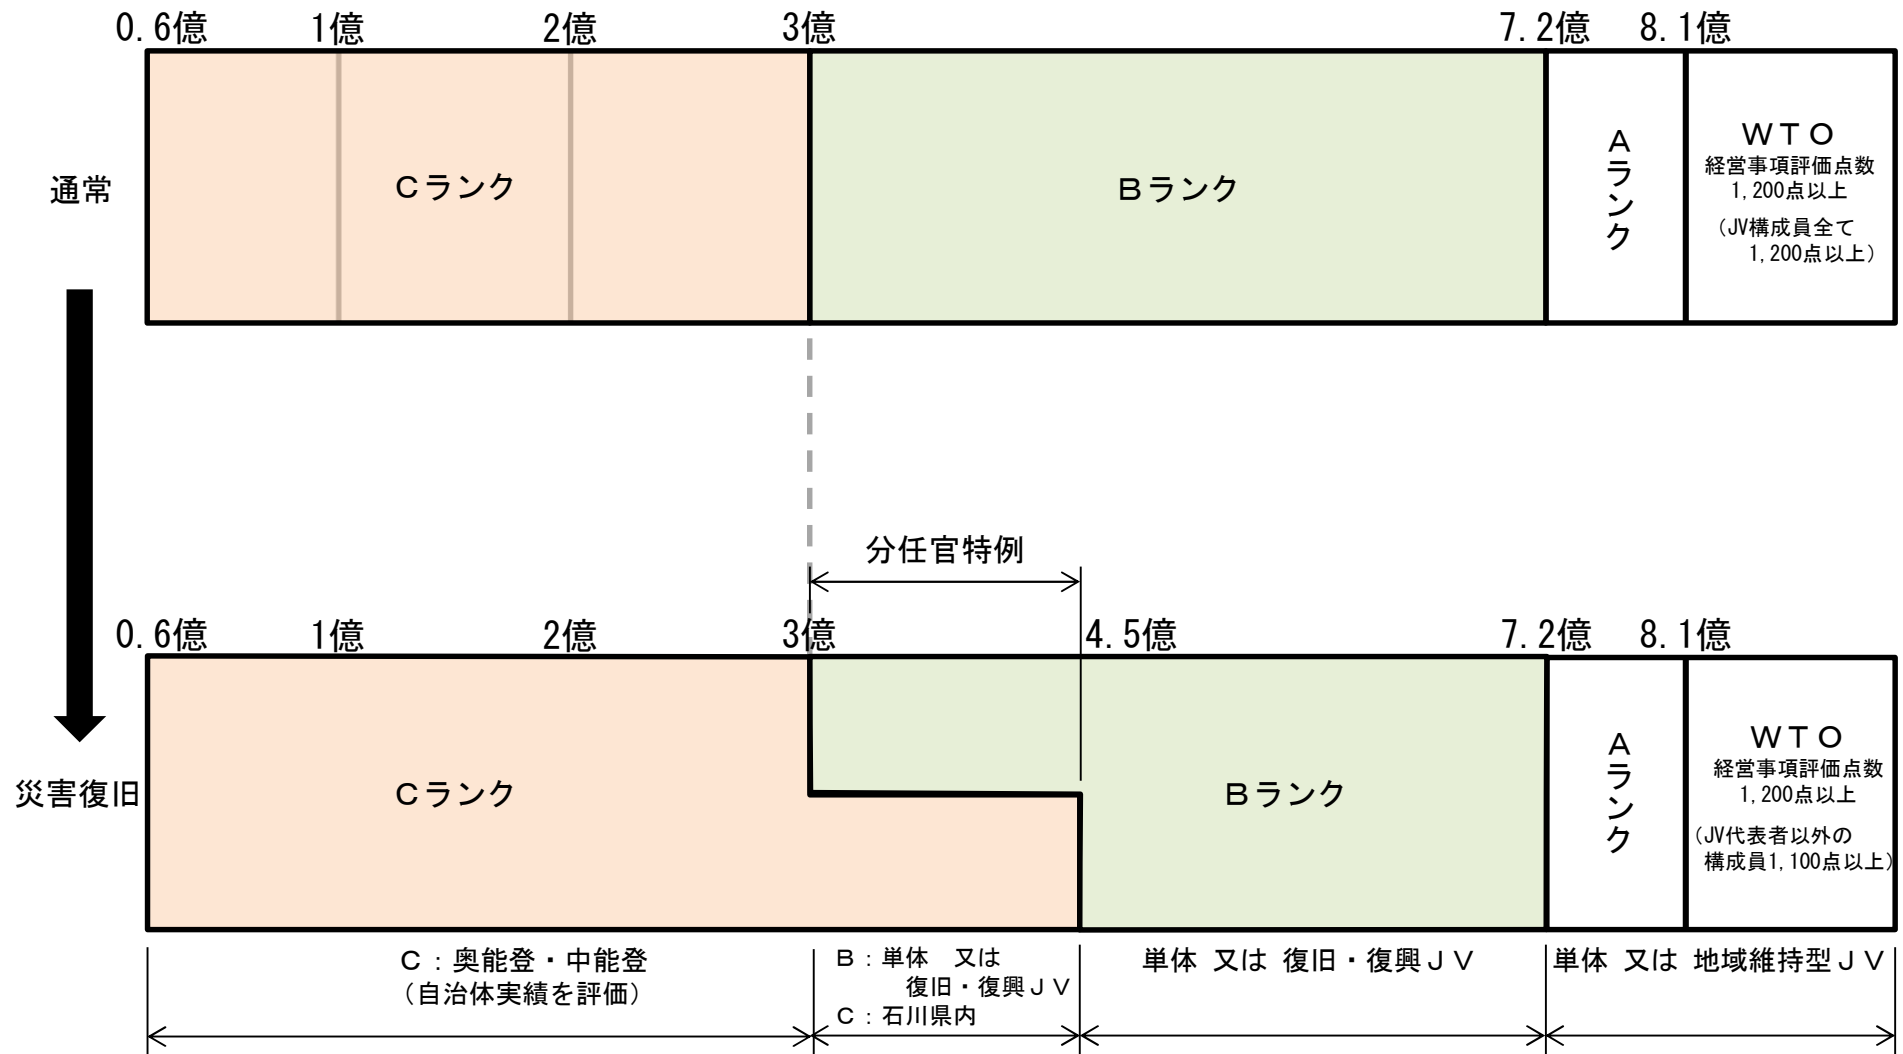 0.6億 1億 2億 3億 7.2億 8.1億
通常
Cランク
Bランク
Aランク
WTO
経営事項評価点数
1,200点以上
（JV構成員全て
1,200点以上）
分任官特例
0.6億 1億 2億 3億 4.5億 7.2億 8.1億
災害復旧
Cランク
Bランク
Aランク
WTO
経営事項評価点数
1,200点以上
（JV代表者以外の
構成員1,100点以上）
C：奥能登・中能登
（自治体実績を評価）
B：単体　又は
復旧・復興JV
C：石川県内
単体 又は 復旧・復興JV
単体 又は 地域維持型JV